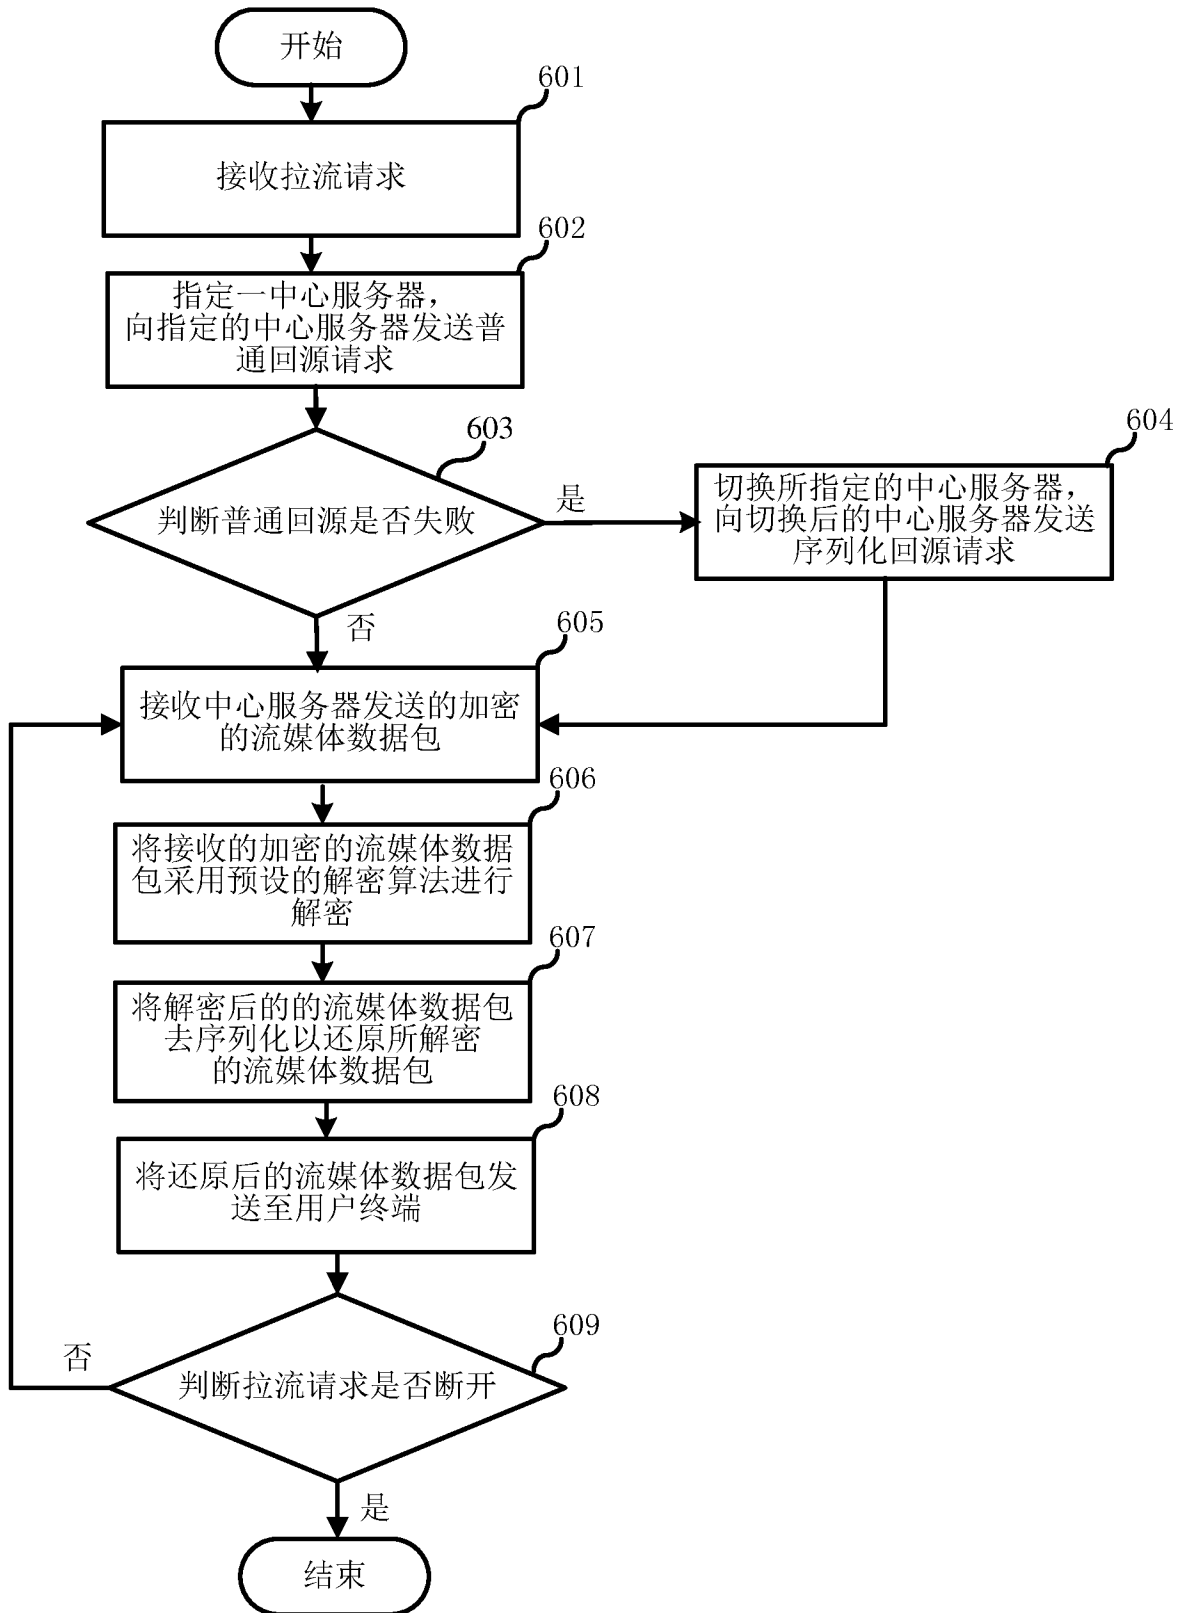 开始
601
接收拉流请求
602
指定一中心服务器，
向指定的中心服务器发送普
通回源请求
603
判断普通回源是否失败
是
604
切换所指定的中心服务器，
向切换后的中心服务器发送
序列化回源请求
否
605
接收中心服务器发送的加密
的流媒体数据包
606
将接收的加密的流媒体数据
包采用预设的解密算法进行
解密
607
将解密后的的流媒体数据包
去序列化以还原所解密
的流媒体数据包
608
将还原后的流媒体数据包发
送至用户终端
609
判断拉流请求是否断开
否
是
结束